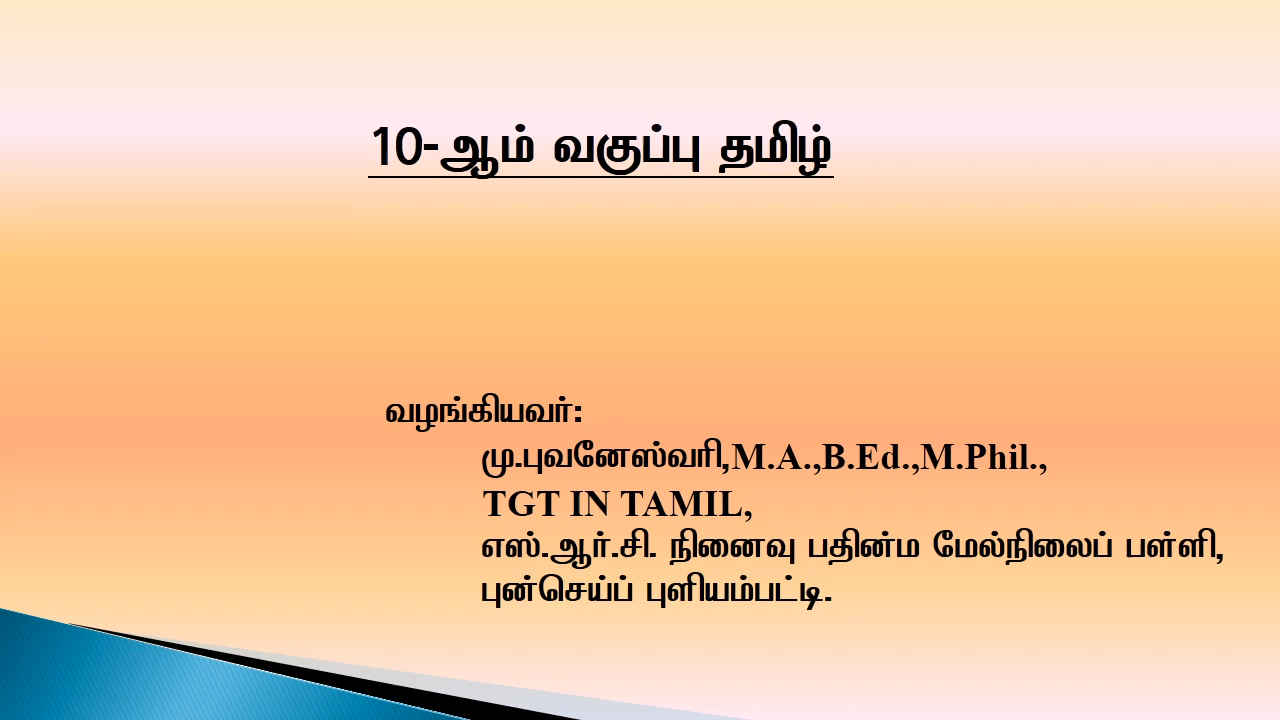 10-ஆம் வகுப்பு தமிழ்
வழங்கியவர்:
மு.புவனேஸ்வரி,M.A.,B.Ed.,M.Phil.,
TGT IN TAMIL,
எஸ்.ஆர்.சி. நினைவு பதின்ம மேல்நிலைப் பள்ளி,
புன்செய்ப் புளியம்பட்டி.